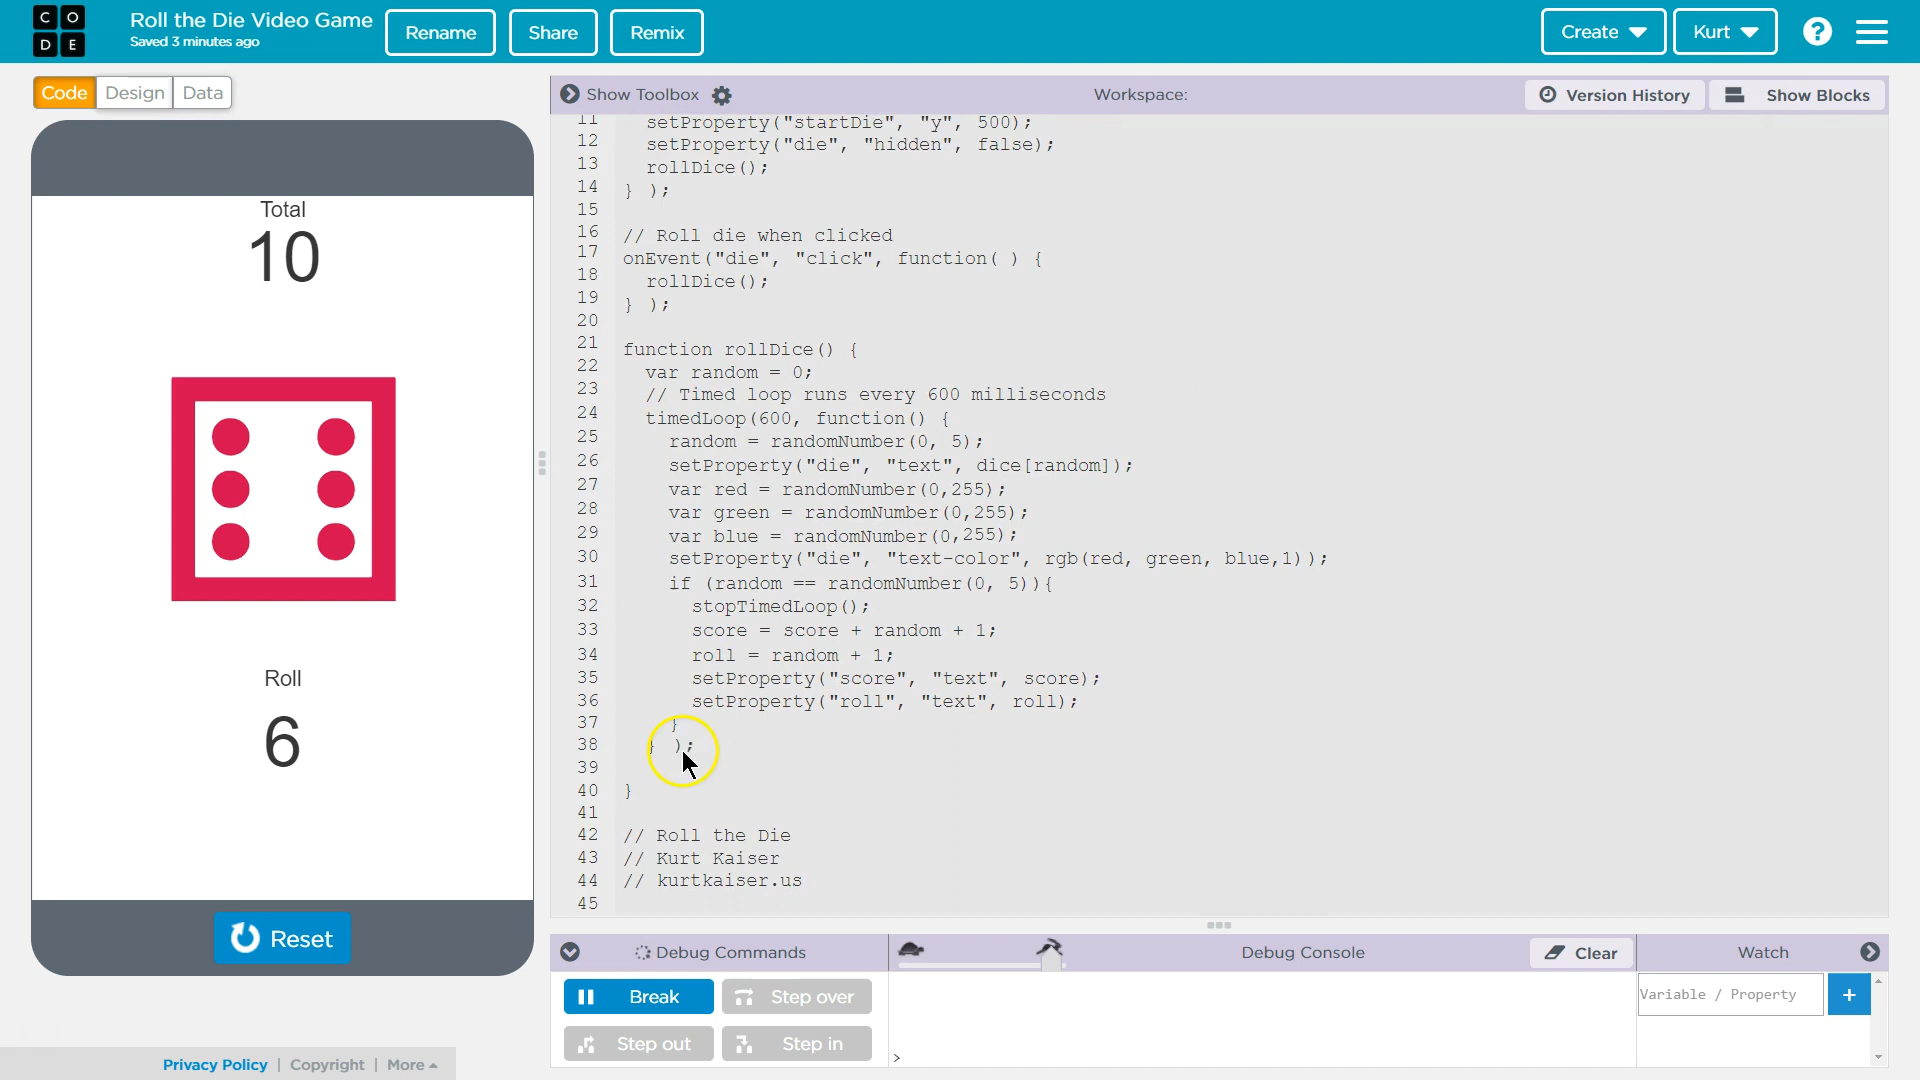 CODE
Roll the Die Video Game
Saved 3 minutes ago
Rename
Share
Remix
Create
Kurt
?
Code
Design
Data
Show Toolbox
Workspace:
Version History
Show Blocks
Total
10
Roll
6
Reset
11 setProperty("startDie", "y", 500);
12 setProperty("die", "hidden", false);
13 rollDice();
14 } );
15
16 // Roll die when clicked
17 onEvent("die", "click", function( ) {
18 rollDice();
19 } );
20
21 function rollDice() {
22 var random = 0;
23 // Timed loop runs every 600 milliseconds
24 timedLoop(600, function() {
25 random = randomNumber(0, 5);
26 setProperty("die", "text", dice[random]);
27 var red = randomNumber(0,255);
28 var green = randomNumber(0,255);
29 var blue = randomNumber(0,255);
30 setProperty("die", "text-color", rgb(red, green, blue,1));
31 if (random == randomNumber(0, 5)){
32 stopTimedLoop();
33 score = score + random + 1;
34 roll = random + 1;
35 setProperty("score", "text", score);
36 setProperty("roll", "text", roll);
37 }
38 } );
39
40 }
41
42 // Roll the Die
43 // Kurt Kaiser
44 // kurtkaiser.us
45
Debug Commands
Debug Console
Clear
Watch
Break
Step over
Step out
Step in
>
Variable / Property
+
Privacy Policy | Copyright | More